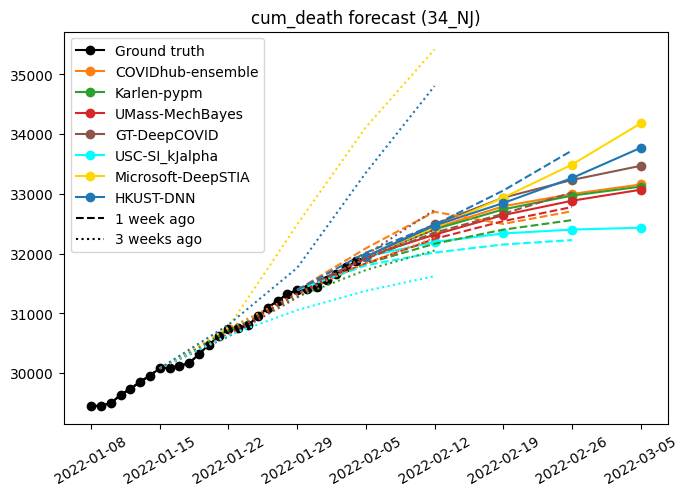 cum_death forecast (34_NJ)
Ground truth
COVIDhub-ensemble
Karlen-pypm
UMass-MechBayes
GT-DeepCOVID
USC-SI_kJalpha
Microsoft-DeepSTIA
HKUST-DNN
1 week ago
3 weeks ago
35000
34000
33000
32000
31000
30000
2022-01-08
2022-01-15
2022-01-22
2022-01-29
2022-02-05
2022-02-12
2022-02-19
2022-02-26
2022-03-05